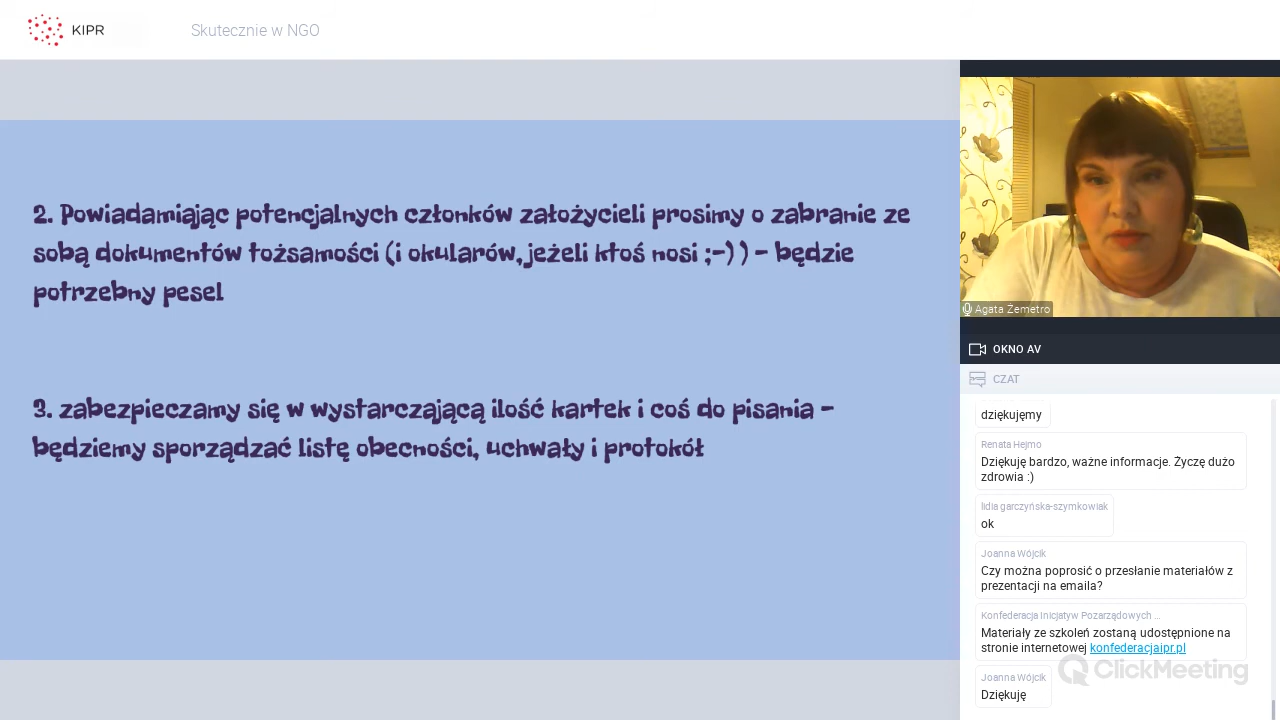 KIPR
Skutecznie w NGO
2. Powiadamiając potencjalnych członków założycieli prosimy o zabranie ze
sobą dokumentów tożsamości (i okularów, jeżeli ktoś nosi ;-) ) - będzie
potrzebny pesel
3. zabezpieczamy się w wystarczającą ilość kartek i coś do pisania -
będziemy sporządzać listę obecności, uchwały i protokół
Agata Żemetro
OKNO AV
CZAT
dziękujęmy
Renata Hejmo
Dziękuję bardzo, ważne informacje. Życzę dużo
zdrowia :)
lidia garczyńska-szymkowiak
ok
Joanna Wójcik
Czy można poprosić o przesłanie materiałów z
prezentacji na emaila?
Konfederacja Inicjatyw Pozarządowych ...
Materiały ze szkoleń zostaną udostępnione na
stronie internetowej konfederacjaipr.pl
ClickMeeting
Joanna Wójcik
Dziękuję